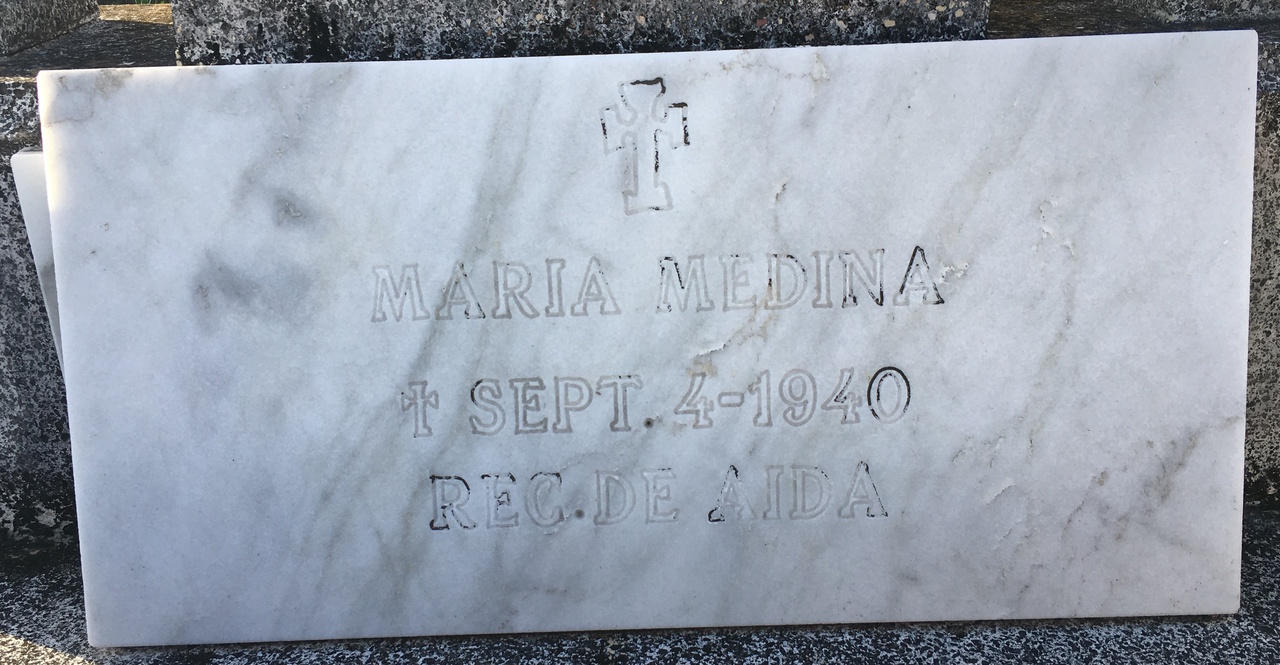 MARIA MEDINA
✝ SEPT. 4-1940
REC. DE AIDA